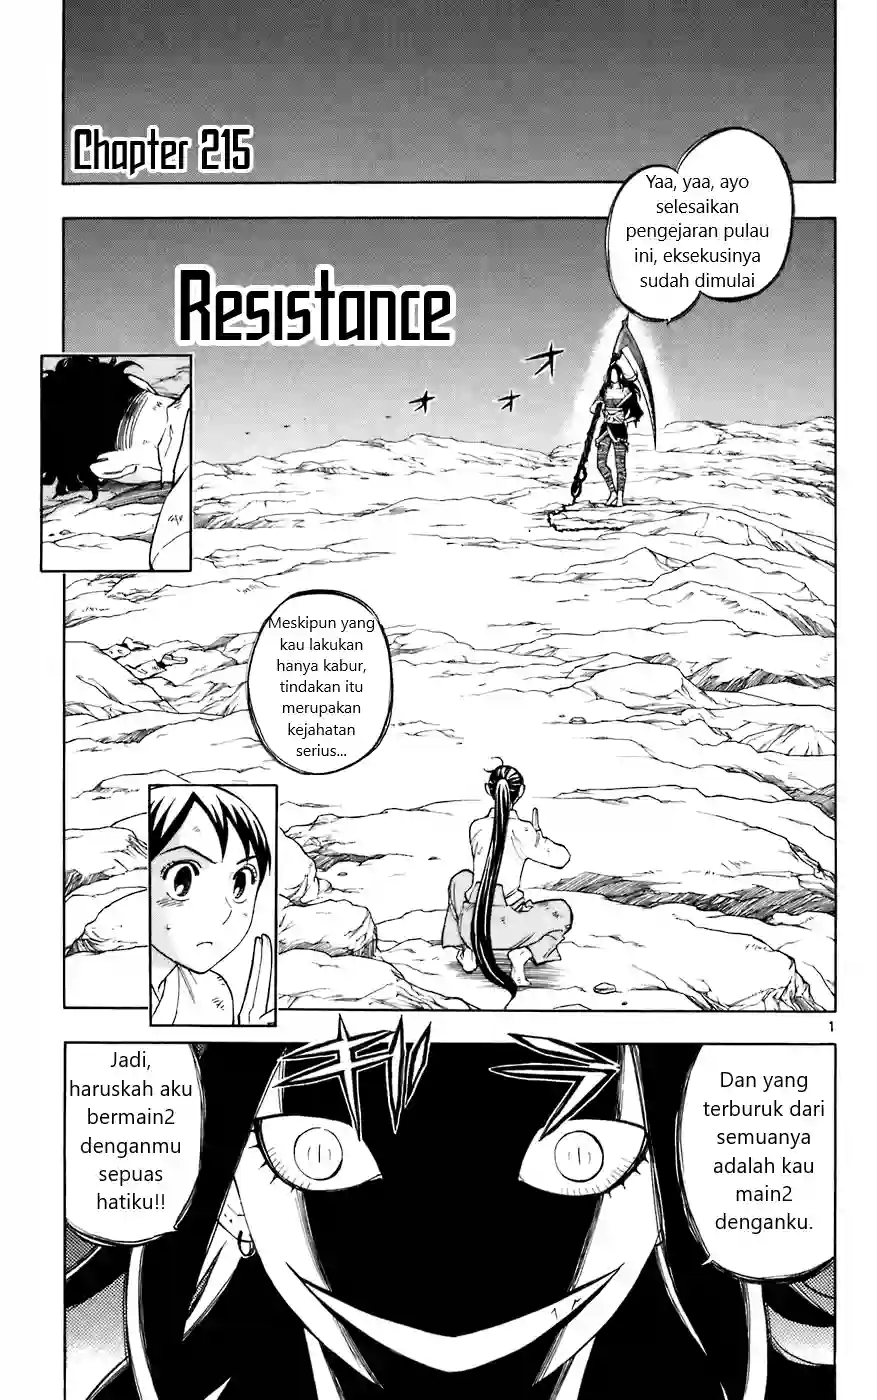 Chapter 215
Yaa, yaa, ayo
selesaikan
pengejaran pulau
ini, eksekusinya
sudah dimulai
Resistance
Meskipun yang
kau lakukan
hanya kabur,
tindakan itu
merupakan
kejahatan
serius...
1
Dan yang
terburuk dari
semuanya
adalah kau
main2
denganku.
Jadi,
haruskah aku
bermain2
denganmu
sepuas
hatiku!!